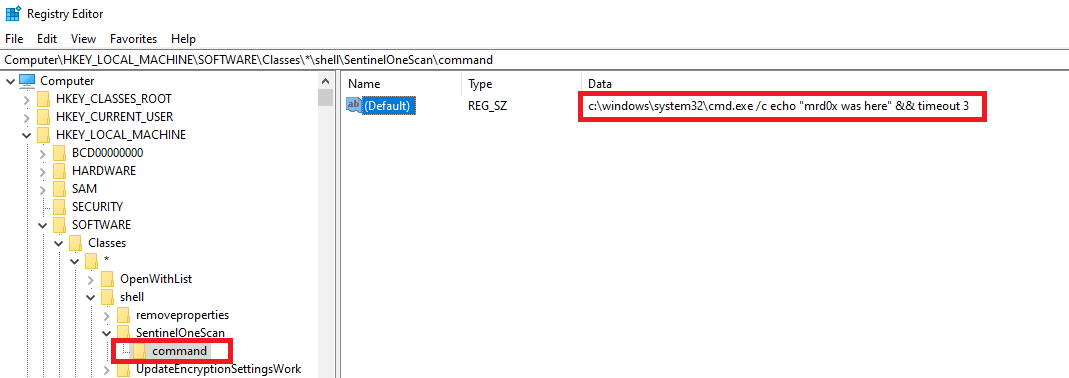 Registry Editor
File Edit View Favorites Help
Computer\HKEY_LOCAL_MACHINE\SOFTWARE\Classes\*\shell\SentinelOneScan\command
Computer
HKEY_CLASSES_ROOT
HKEY_CURRENT_USER
HKEY_LOCAL_MACHINE
BCD00000000
HARDWARE
SAM
SECURITY
SOFTWARE
Classes
*
OpenWithList
shell
removeproperties
SentinelOneScan
command
UpdateEncryptionSettingsWork
Name Type Data
ab (Default) REG_SZ c:\windows\system32\cmd.exe /c echo "mrd0x was here" && timeout 3